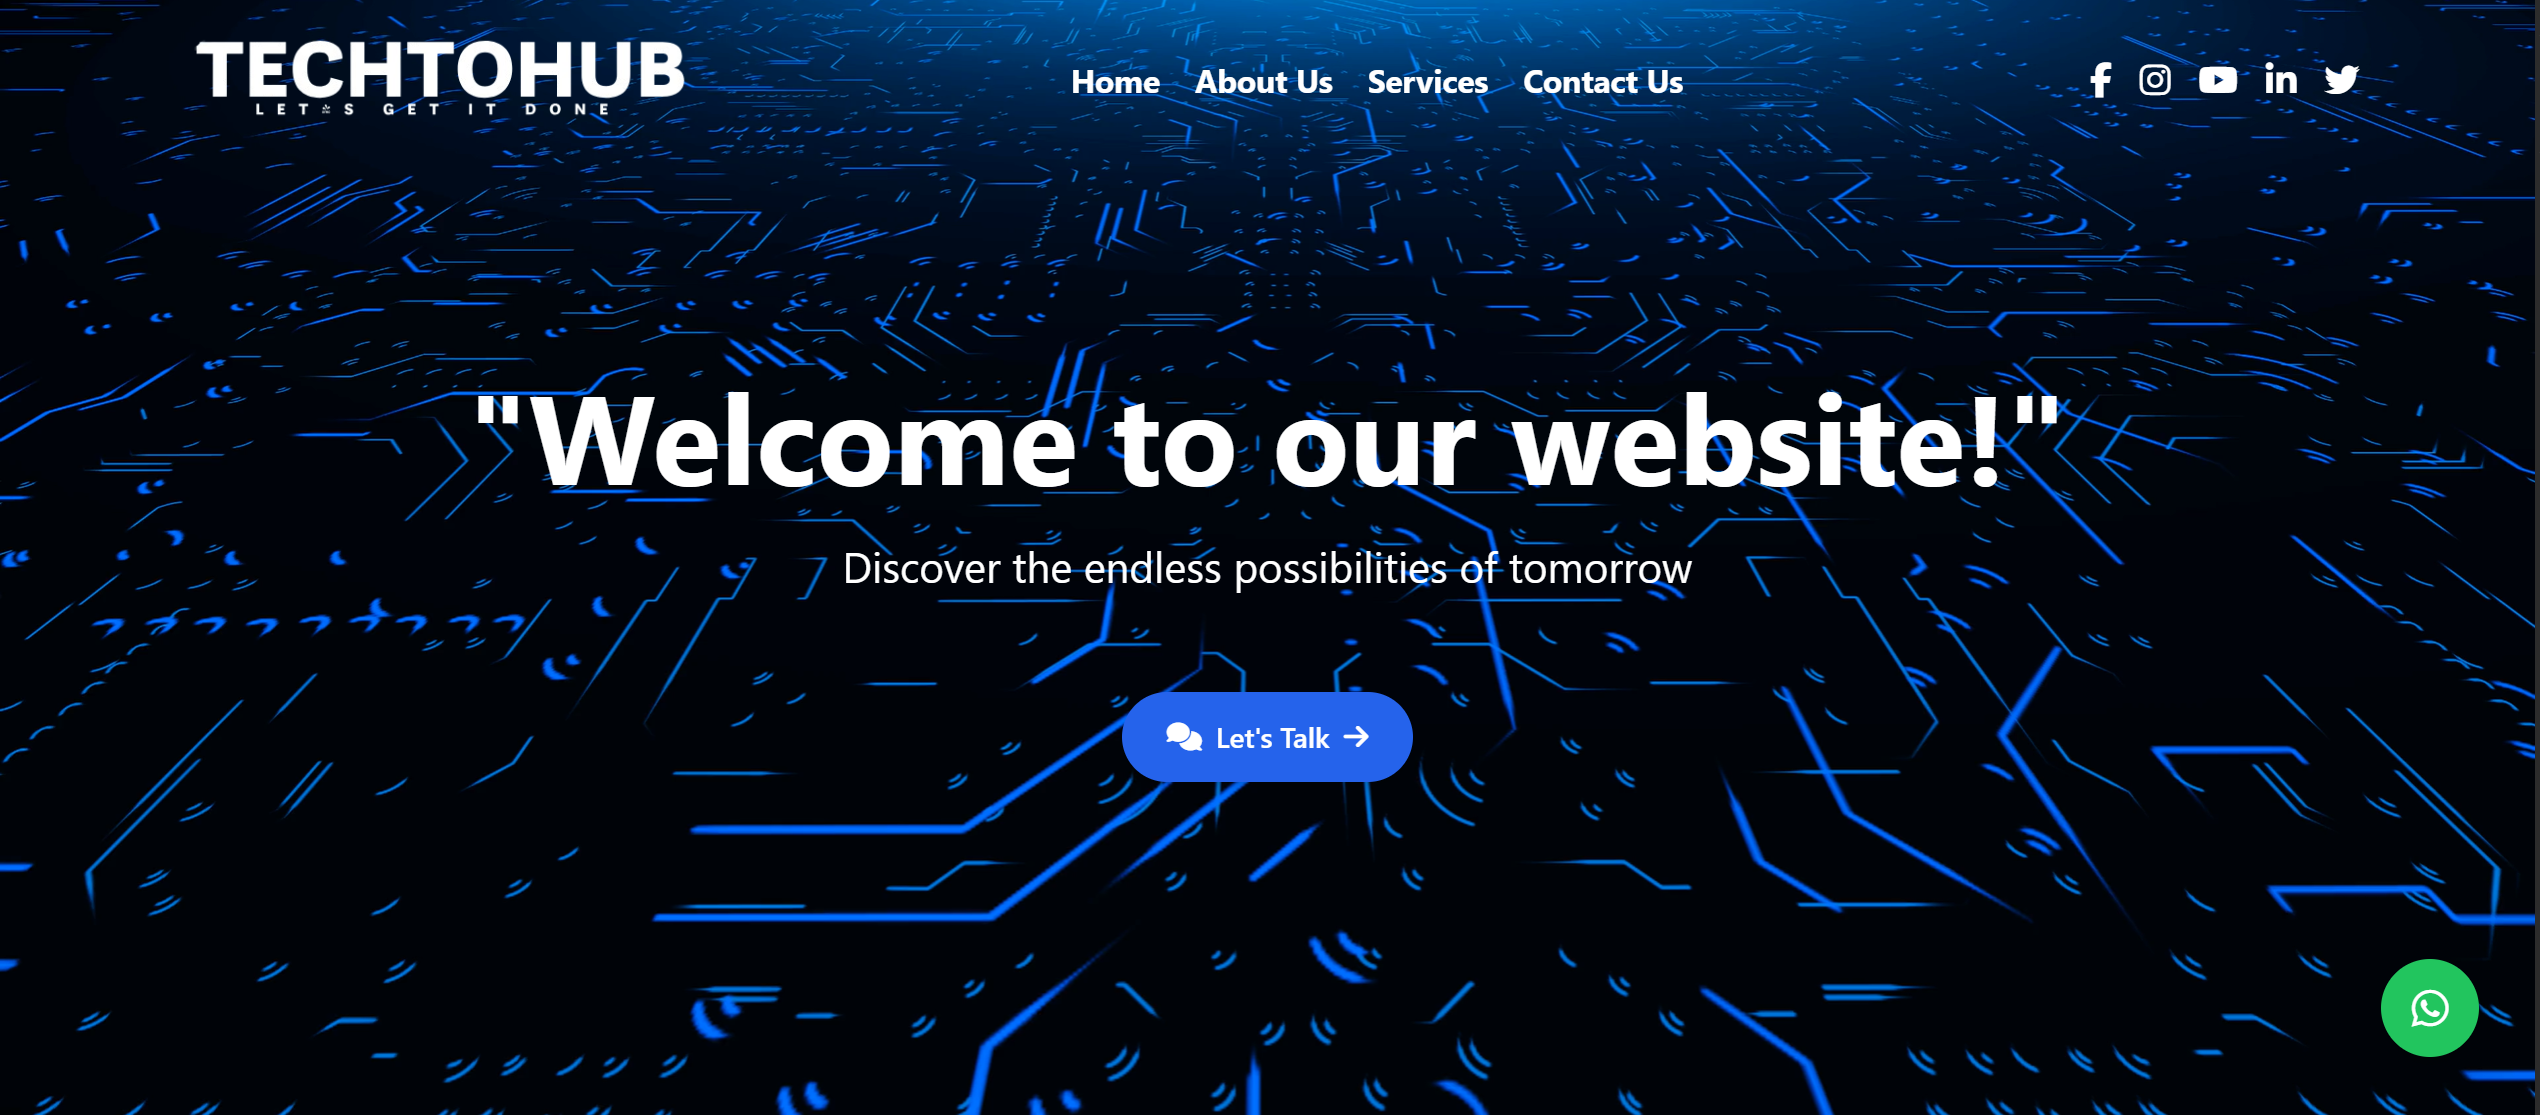 TECHTOHUB
LET'S GET IT DONE
Home About Us Services Contact Us
"Welcome to our website!"
Discover the endless possibilities of tomorrow
Let's Talk